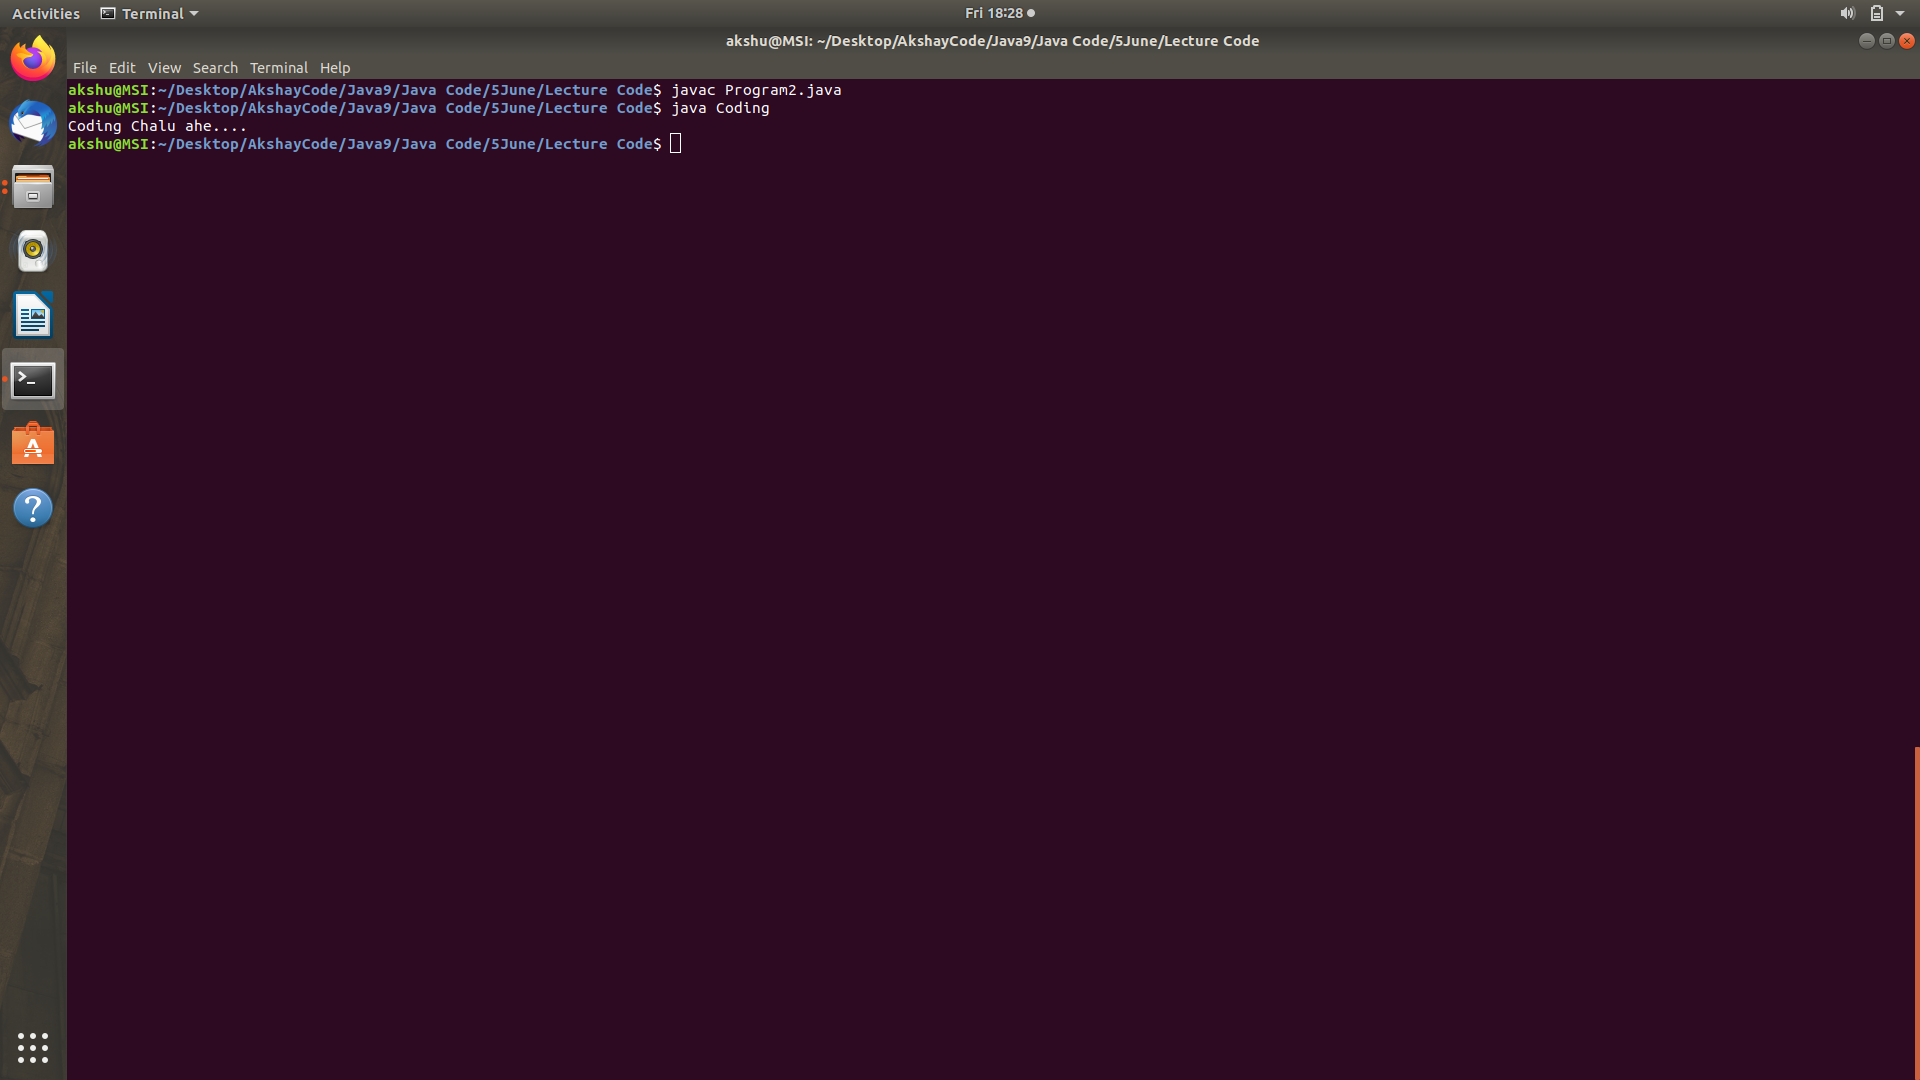 Activities Terminal Fri 18:28
akshu@MSI: ~/Desktop/AkshayCode/Java9/Java Code/5June/Lecture Code
File Edit View Search Terminal Help
akshu@MSI:~/Desktop/AkshayCode/Java9/Java Code/5June/Lecture Code$ javac Program2.java
akshu@MSI:~/Desktop/AkshayCode/Java9/Java Code/5June/Lecture Code$ java Coding
Coding Chalu ahe....
akshu@MSI:~/Desktop/AkshayCode/Java9/Java Code/5June/Lecture Code$